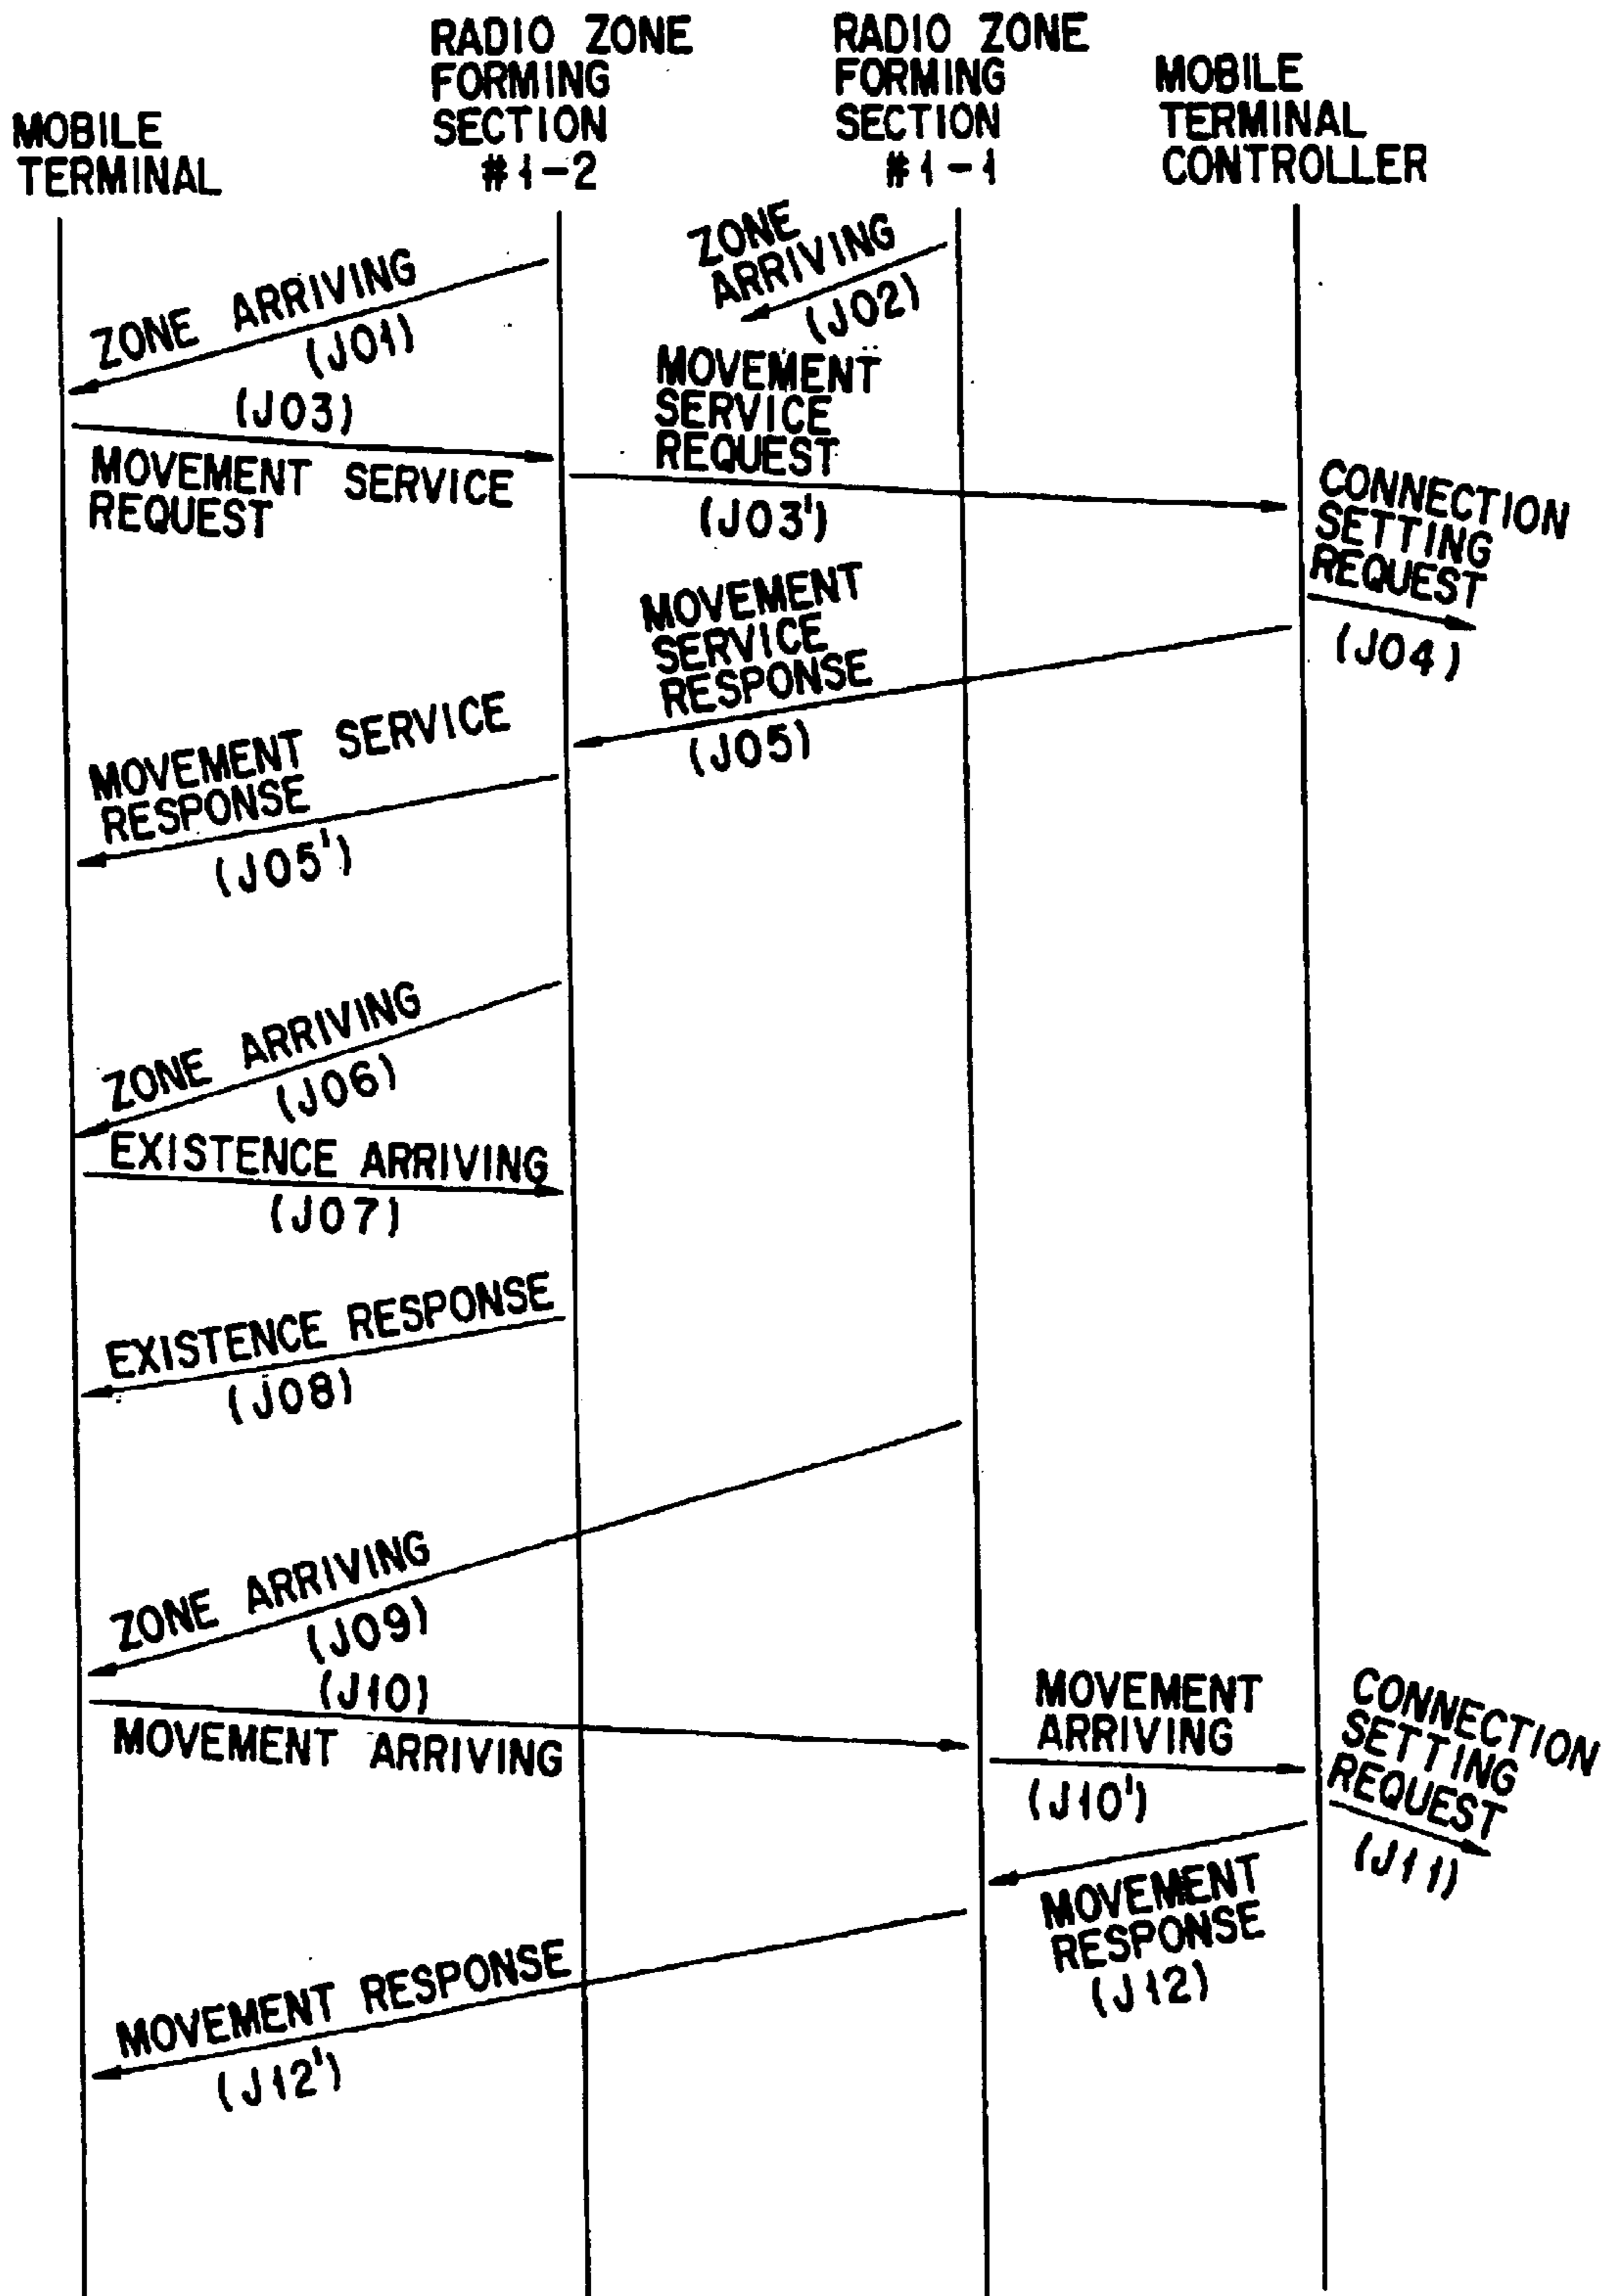 MOBILE
TERMINAL
RADIO ZONE
FORMING
SECTION
#1-2
RADIO ZONE
FORMING
SECTION
#1-1
MOBILE
TERMINAL
CONTROLLER
ZONE ARRIVING
(J01)
ZONE
ARRIVING
(J02)
(J03)
MOVEMENT SERVICE
REQUEST
MOVEMENT
SERVICE
REQUEST
(J03')
CONNECTION
SETTING
REQUEST
(J04)
MOVEMENT
SERVICE
RESPONSE
(J05)
MOVEMENT SERVICE
RESPONSE
(J05')
ZONE ARRIVING
(J06)
EXISTENCE ARRIVING
(J07)
EXISTENCE RESPONSE
(J08)
ZONE ARRIVING
(J09)
(J10)
MOVEMENT ARRIVING
MOVEMENT
ARRIVING
(J10')
CONNECTION
SETTING
REQUEST
(J11)
MOVEMENT
RESPONSE
(J12)
MOVEMENT RESPONSE
(J12')